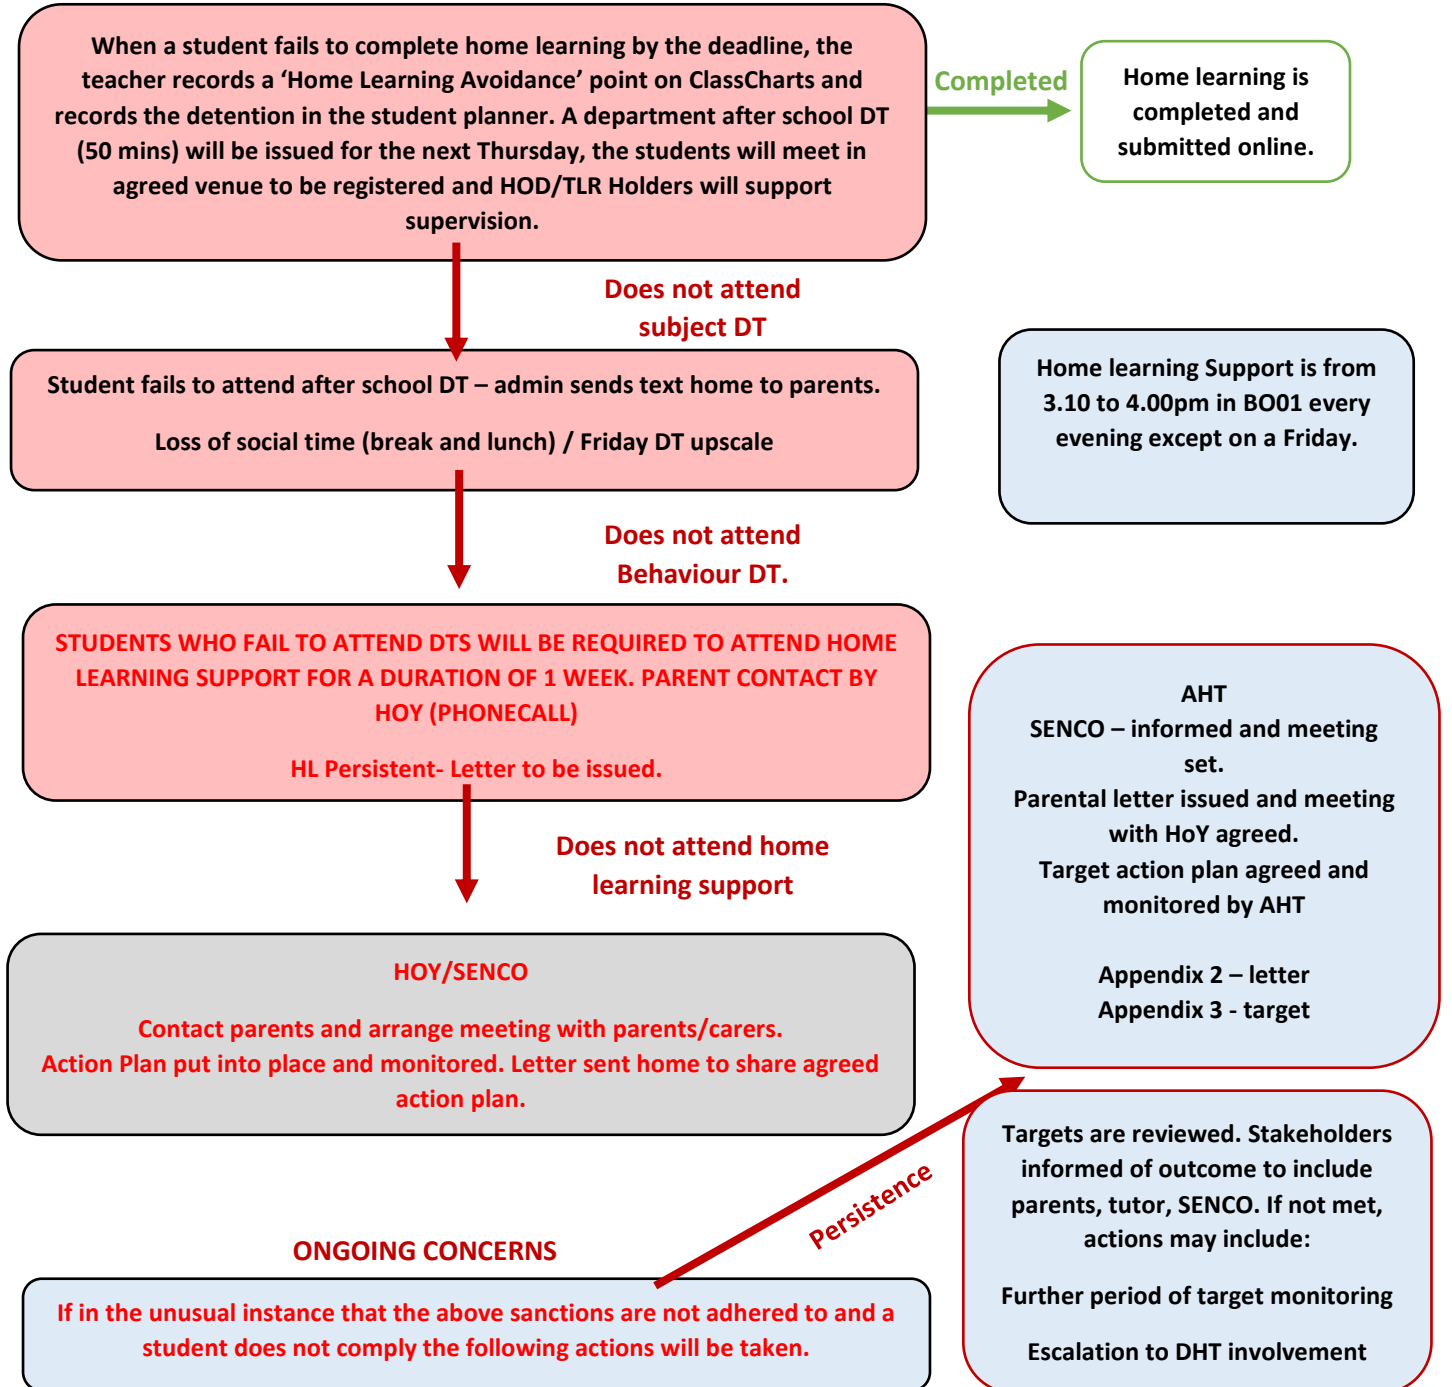 When a student fails to complete home learning by the deadline, the
teacher records a ‘Home Learning Avoidance’ point on ClassCharts and
records the detention in the student planner. A department after school DT
(50 mins) will be issued for the next Thursday, the students will meet in
agreed venue to be registered and HOD/TLR Holders will support
supervision.
Completed
Home learning is
completed and
submitted online.
Does not attend
subject DT
Student fails to attend after school DT – admin sends text home to parents.
Loss of social time (break and lunch) / Friday DT upscale
Home learning Support is from
3.10 to 4.00pm in BO01 every
evening except on a Friday.
Does not attend
Behaviour DT.
STUDENTS WHO FAIL TO ATTEND DTS WILL BE REQUIRED TO ATTEND HOME
LEARNING SUPPORT FOR A DURATION OF 1 WEEK. PARENT CONTACT BY
HOY (PHONECALL)
HL Persistent- Letter to be issued.
Does not attend home
learning support
HOY/SENCO
Contact parents and arrange meeting with parents/carers.
Action Plan put into place and monitored. Letter sent home to share agreed
action plan.
ONGOING CONCERNS
If in the unusual instance that the above sanctions are not adhered to and a
student does not comply the following actions will be taken.
Persistence
AHT
SENCO – informed and meeting
set.
Parental letter issued and meeting
with HoY agreed.
Target action plan agreed and
monitored by AHT
Appendix 2 – letter
Appendix 3 - target
Targets are reviewed. Stakeholders
informed of outcome to include
parents, tutor, SENCO. If not met,
actions may include:
Further period of target monitoring
Escalation to DHT involvement